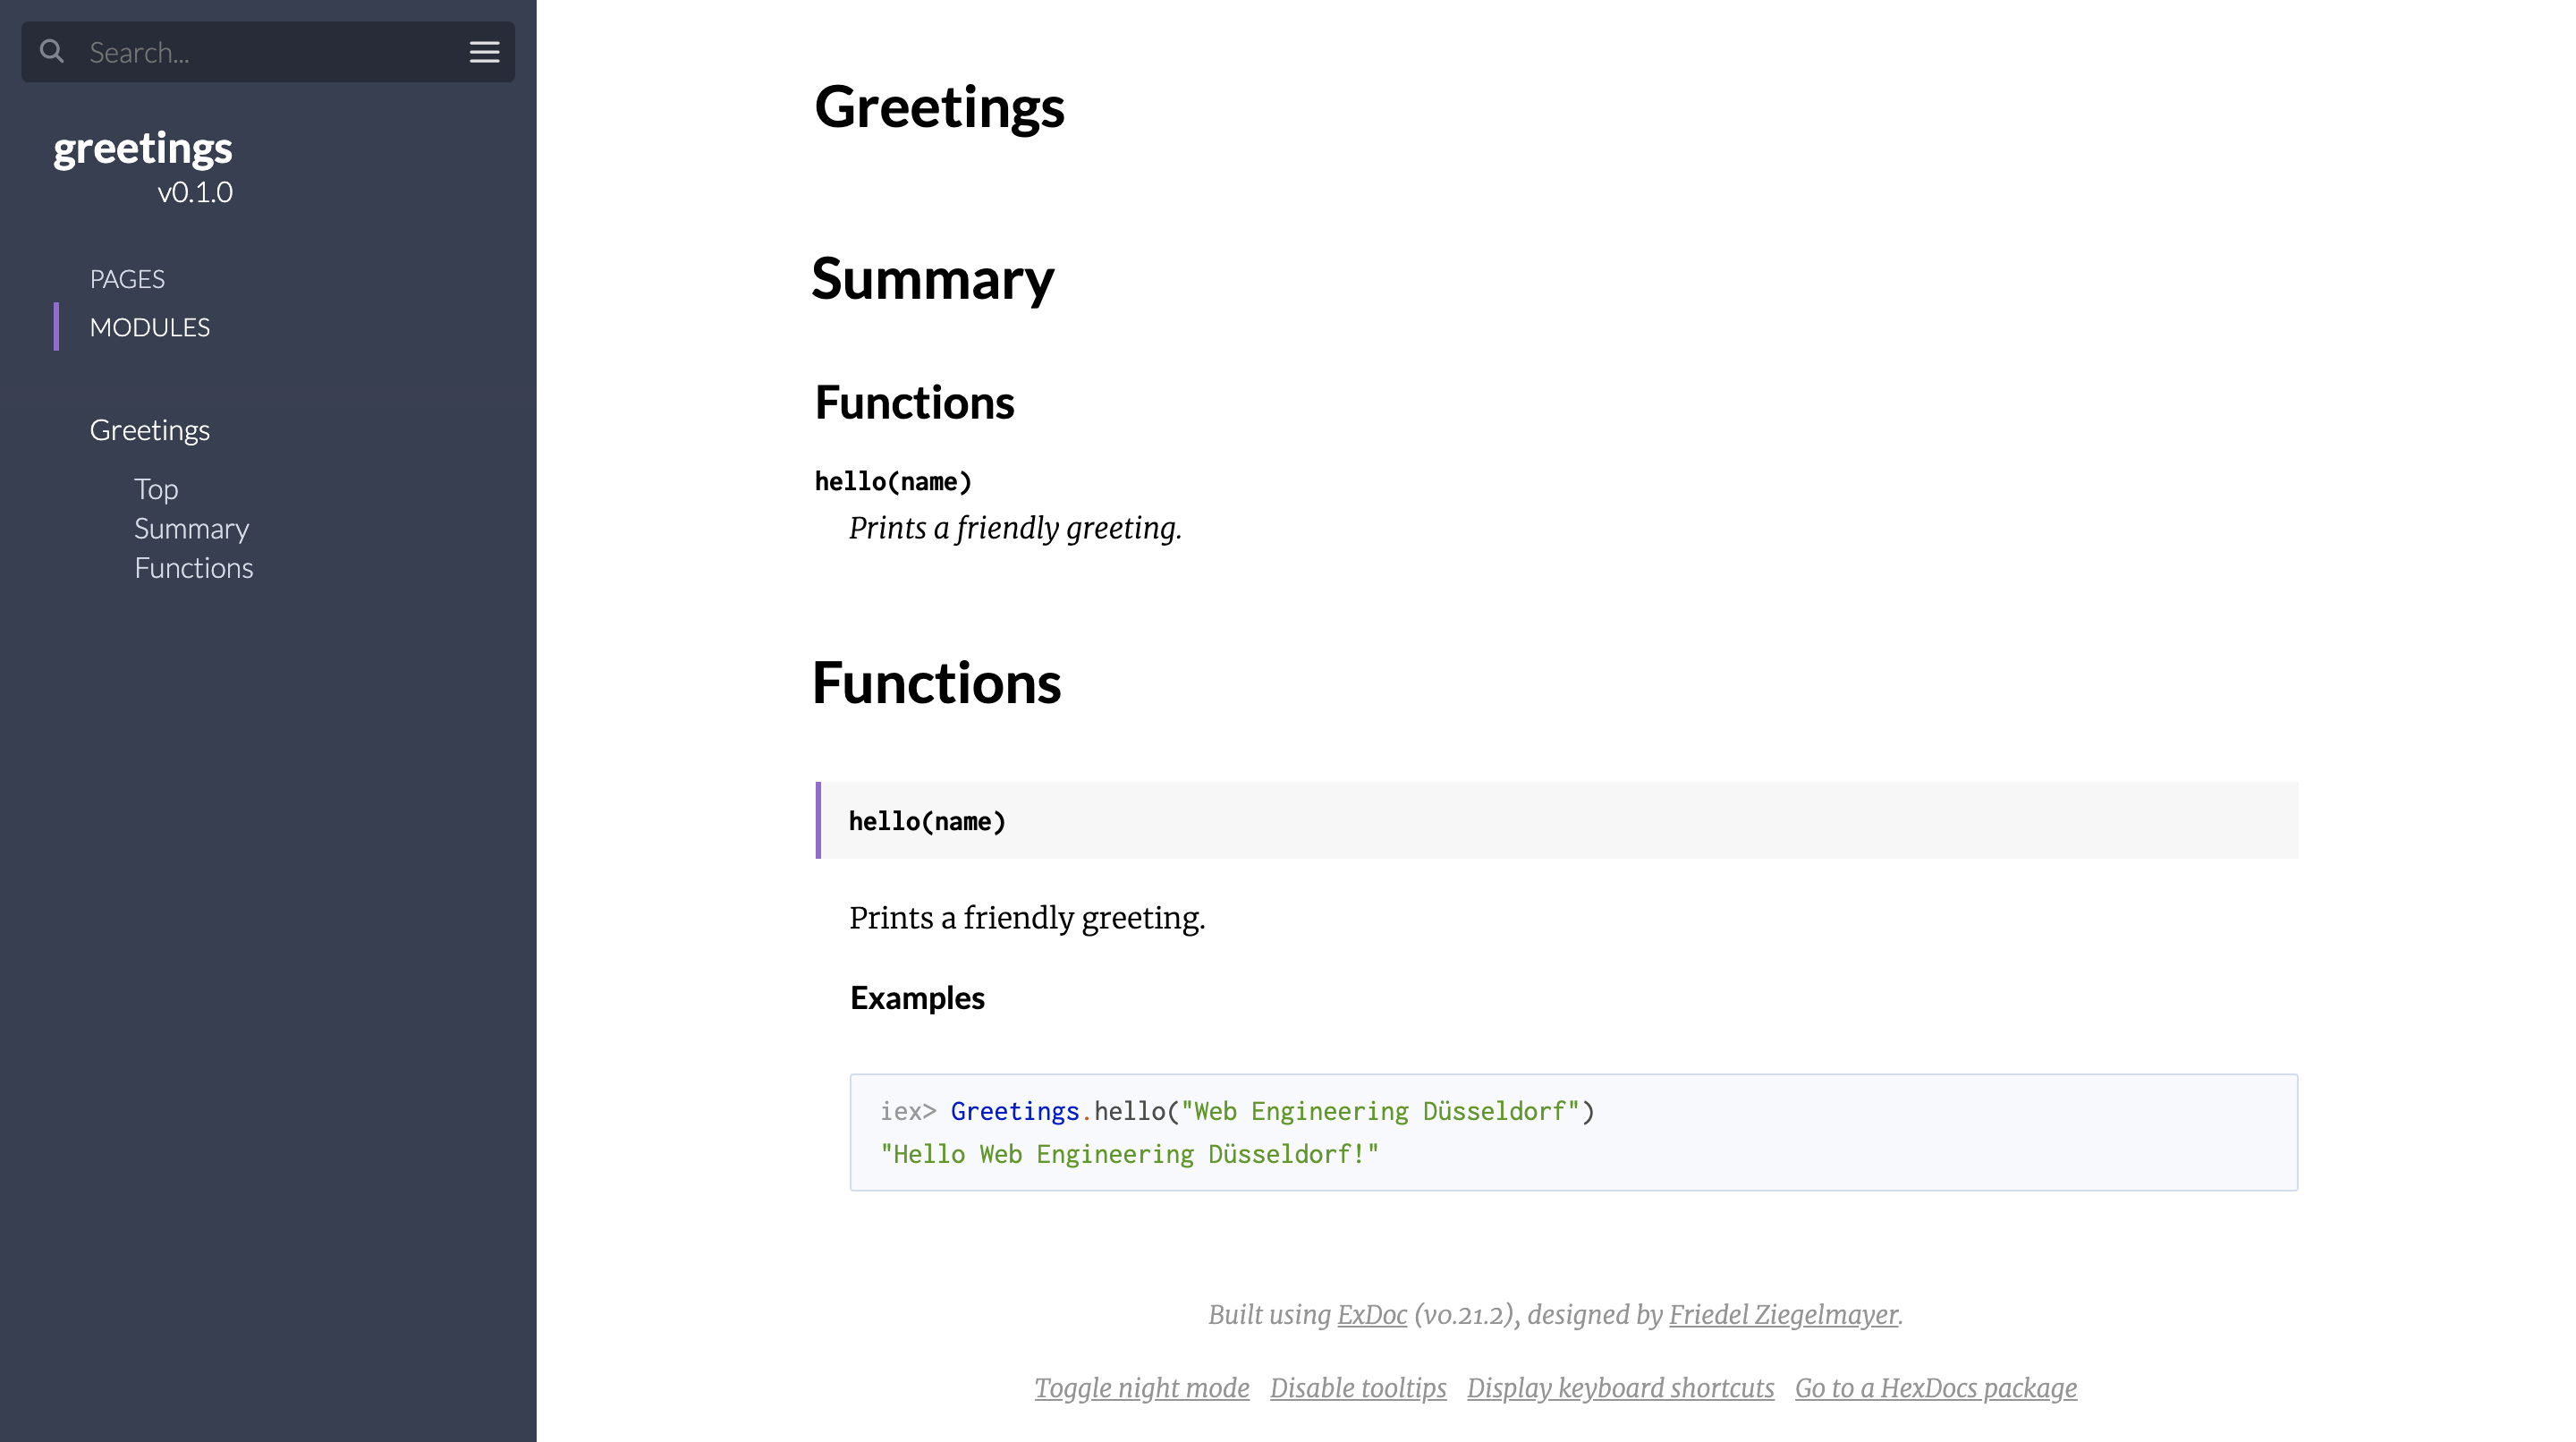 Search...
greetings
v0.1.0
PAGES
MODULES
Greetings
Top
Summary
Functions
Greetings
Summary
Functions
hello(name)
Prints a friendly greeting.
Functions
hello(name)
Prints a friendly greeting.
Examples
iex> Greetings.hello("Web Engineering Düsseldorf")
"Hello Web Engineering Düsseldorf!"
Built using ExDoc (v0.21.2), designed by Friedel Ziegelmayer.
Toggle night mode Disable tooltips Display keyboard shortcuts Go to a HexDocs package